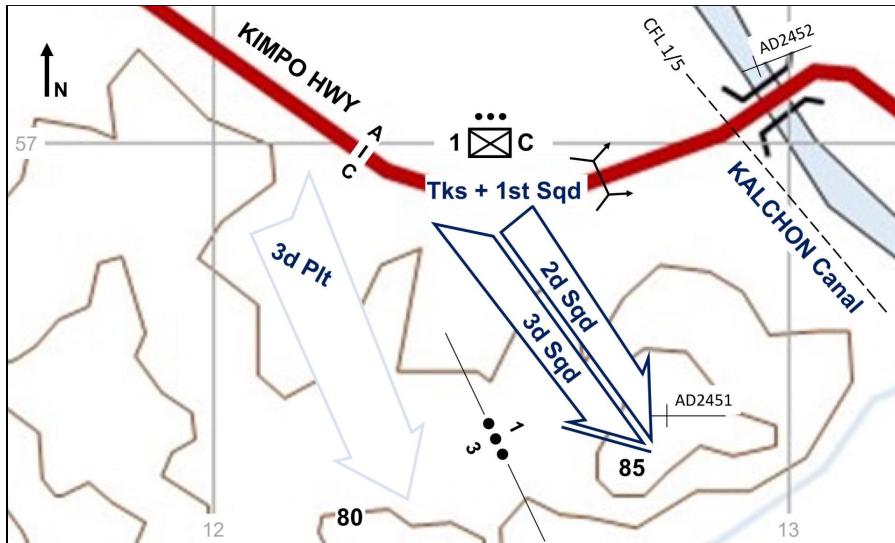 KIMPO HWY
CFL 1/5
AD2452
57
A
I
C
1
C
N
Tks + 1st Sqd
KALCHON Canal
3d Plt
2d Sqd
3d Sqd
AD2451
1
3
85
80
12
13